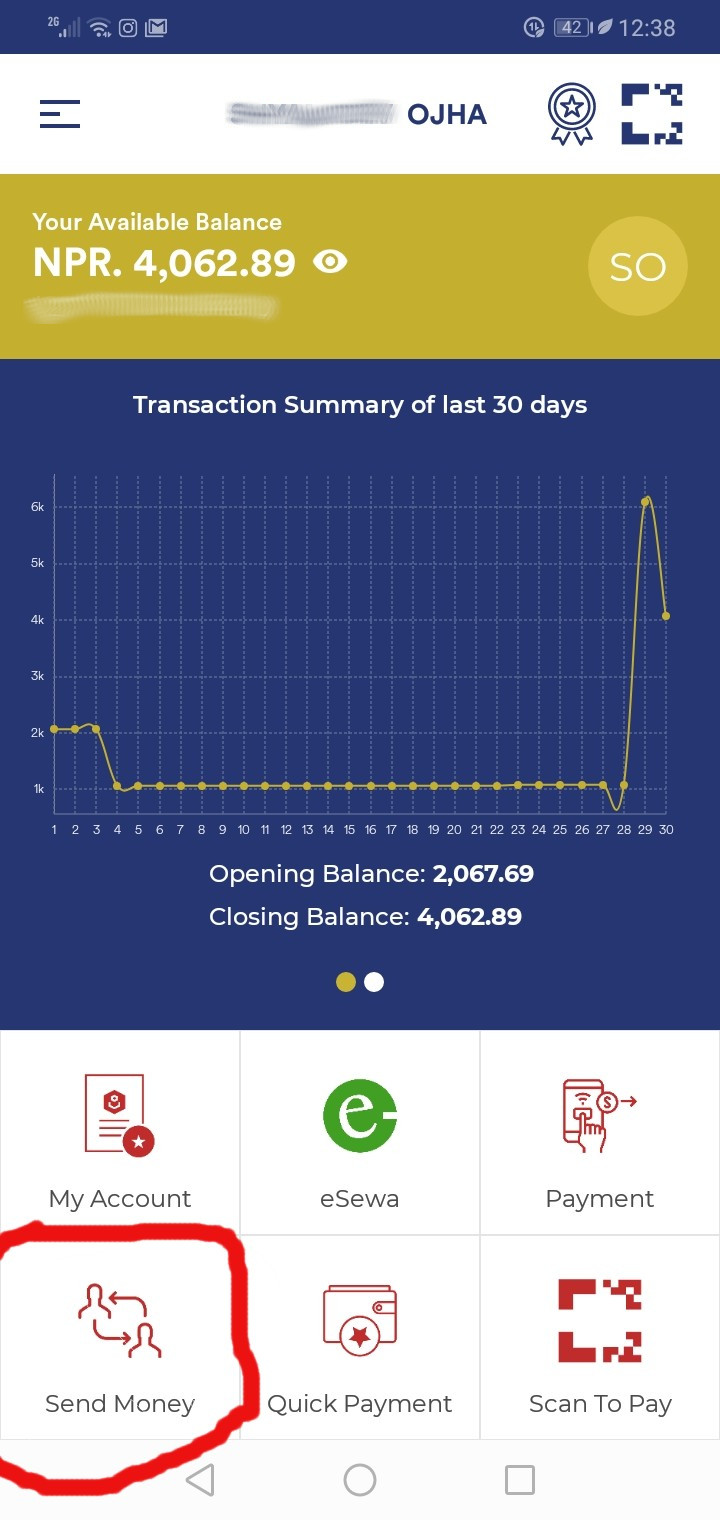 2G 42 12:38
OJHA
Your Available Balance
NPR. 4,062.89
SO
Transaction Summary of last 30 days
6k
5k
4k
3k
2k
1k
1 2 3 4 5 6 7 8 9 10 11 12 13 14 15 16 17 18 19 20 21 22 23 24 25 26 27 28 29 30
Opening Balance: 2,067.69
Closing Balance: 4,062.89
My Account eSewa Payment
Send Money Quick Payment Scan To Pay